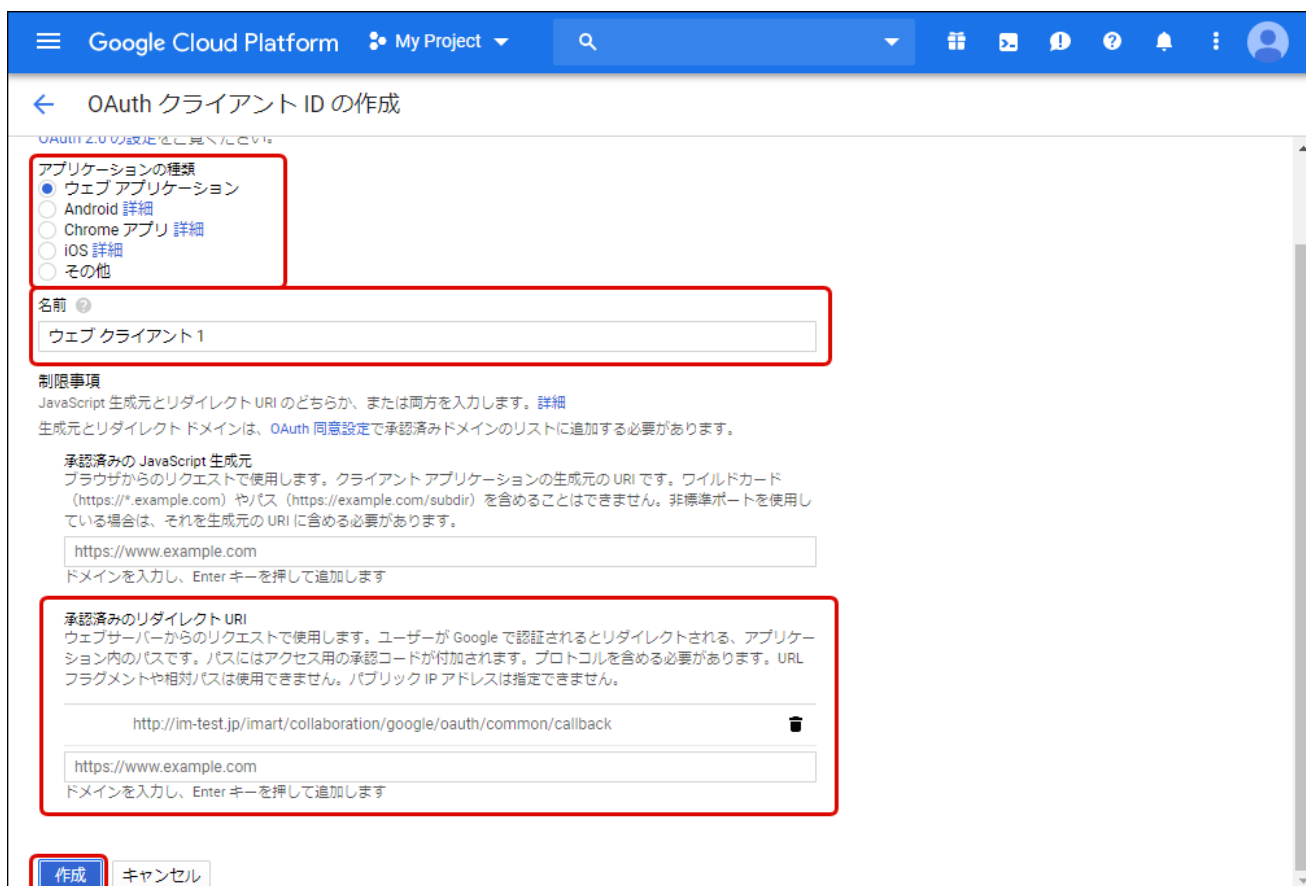 Google Cloud Platform My Project
OAuth クライアント ID の作成
OAuth 2.0 の設定をご覧ください。
アプリケーションの種類
ウェブ アプリケーション
Android 詳細
Chrome アプリ 詳細
iOS 詳細
その他
名前
ウェブ クライアント 1
制限事項
JavaScript 生成元とリダイレクト URI のどちらか、または両方を入力します。詳細
生成元とリダイレクト ドメインは、OAuth 同意設定で承認済みドメインのリストに追加する必要があります。
承認済みの JavaScript 生成元
ブラウザからのリクエストで使用します。クライアント アプリケーションの生成元の URI です。ワイルドカード
（https://*.example.com）やパス（https://example.com/subdir）を含めることはできません。非標準ポートを使用し
ている場合は、それを生成元の URI に含める必要があります。
https://www.example.com
ドメインを入力し、Enter キーを押して追加します
承認済みのリダイレクト URI
ウェブサーバーからのリクエストで使用します。ユーザーが Google で認証されるとリダイレクトされる、アプリケー
ション内のパスです。パスにはアクセス用の承認コードが付加されます。プロトコルを含める必要があります。URL
フラグメントや相対パスは使用できません。パブリック IP アドレスは指定できません。
http://im-test.jp/imart/collaboration/google/oauth/common/callback
https://www.example.com
ドメインを入力し、Enter キーを押して追加します
作成 キャンセル